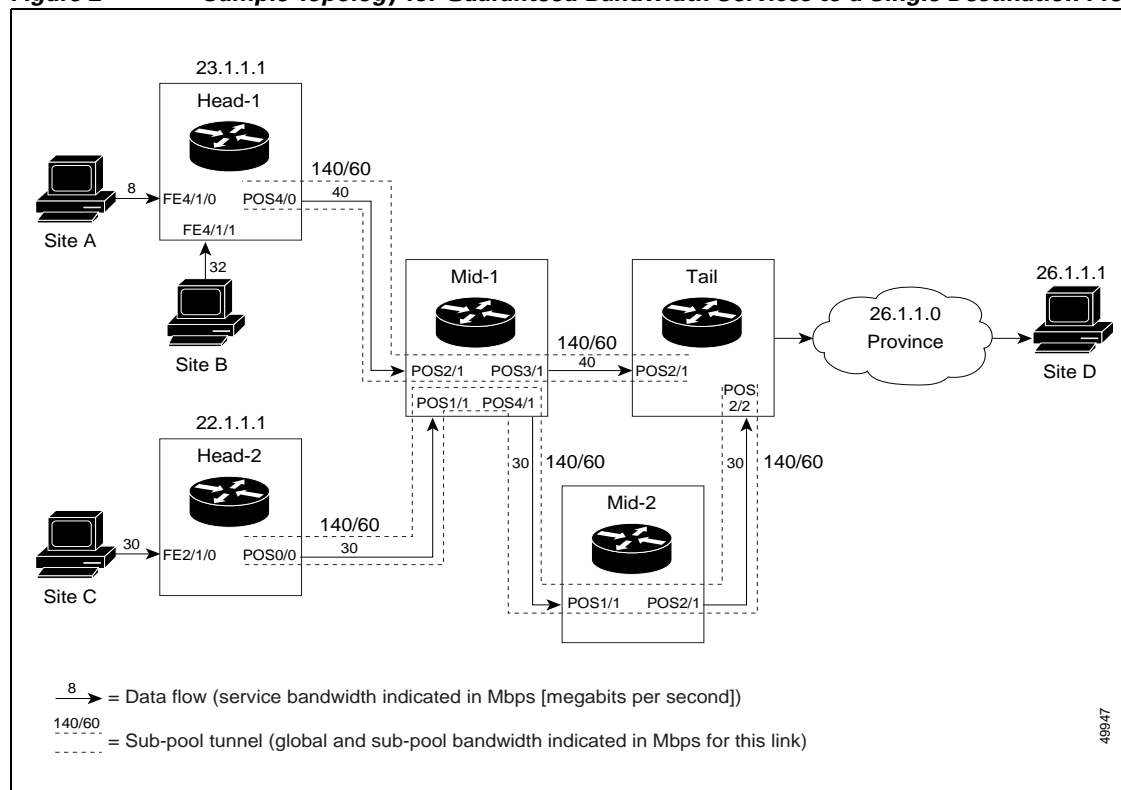 Figure 2 Sample Topology for Guaranteed Bandwidth Services to a Single Destination
23.1.1.1
Head-1
140/60
8
FE4/1/0
POS4/0
40
Site A
FE4/1/1
32
Site B
Mid-1
Tail
26.1.1.1
26.1.1.0
Province
140/60
POS2/1
POS3/1
40
POS2/1
Site D
POS1/1
POS4/1
POS
2/2
22.1.1.1
Head-2
30
140/60
30
140/60
Mid-2
140/60
30
FE2/1/0
POS0/0
30
Site C
POS1/1
POS2/1
8
= Data flow (service bandwidth indicated in Mbps [megabits per second])
140/60
= Sub-pool tunnel (global and sub-pool bandwidth indicated in Mbps for this link)
49947